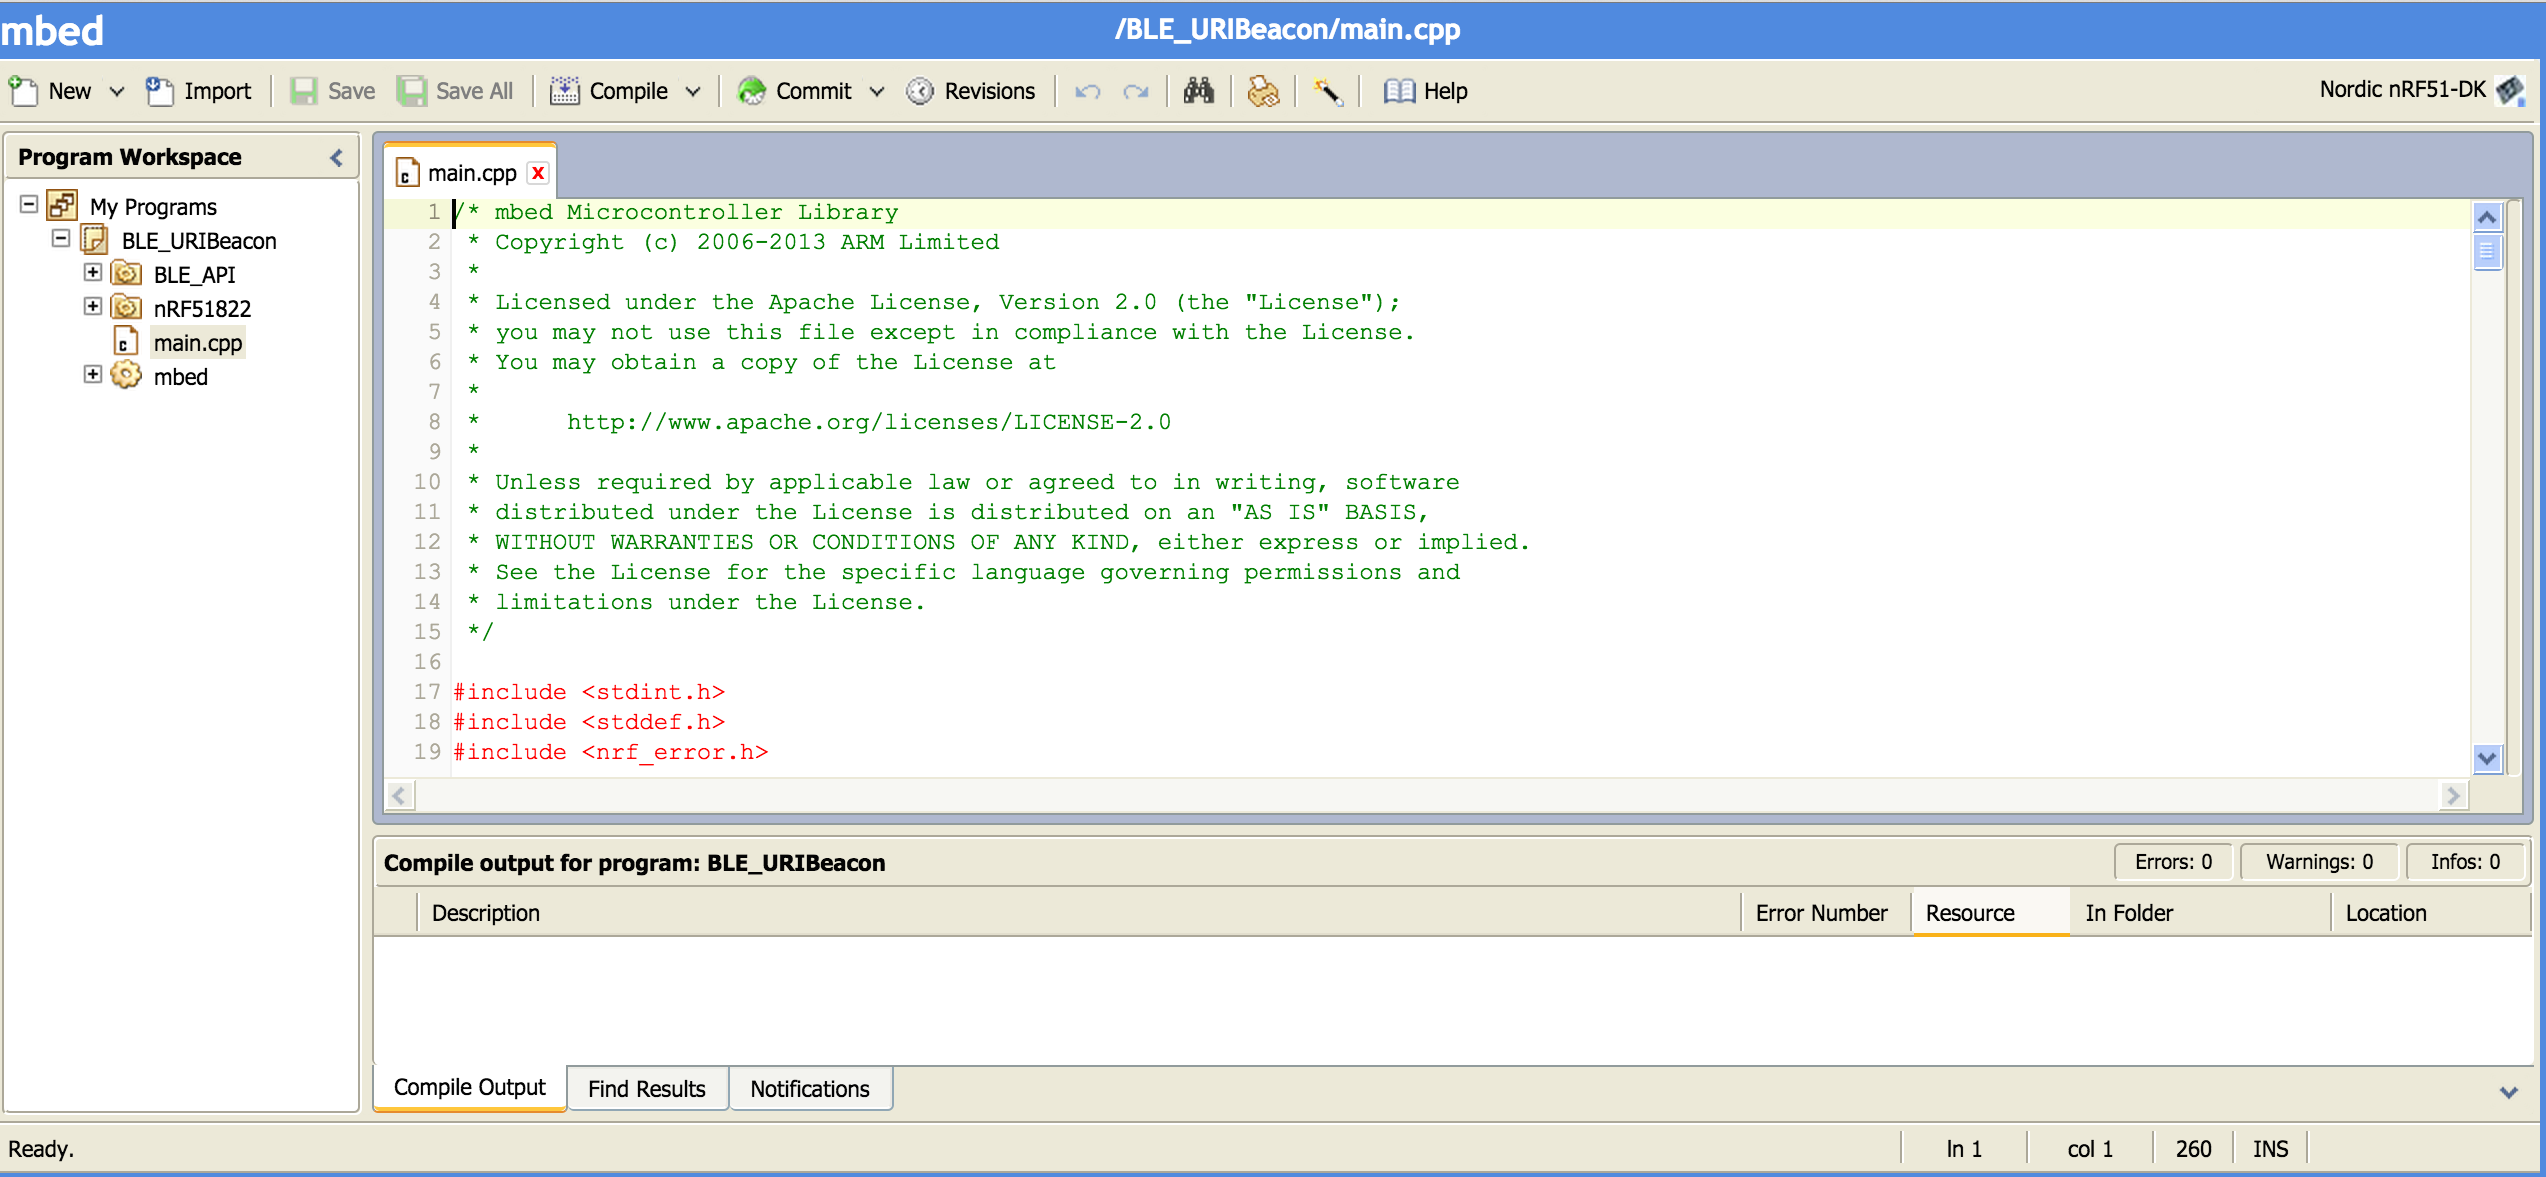 mbed
/BLE_URIBeacon/main.cpp
New Import Save Save All Compile Commit Revisions Help Nordic nRF51-DK
Program Workspace
My Programs
BLE_URIBeacon
BLE_API
nRF51822
main.cpp
mbed
main.cpp x
1 /* mbed Microcontroller Library
2 * Copyright (c) 2006-2013 ARM Limited
3 *
4 * Licensed under the Apache License, Version 2.0 (the "License");
5 * you may not use this file except in compliance with the License.
6 * You may obtain a copy of the License at
7 *
8 * http://www.apache.org/licenses/LICENSE-2.0
9 *
10 * Unless required by applicable law or agreed to in writing, software
11 * distributed under the License is distributed on an "AS IS" BASIS,
12 * WITHOUT WARRANTIES OR CONDITIONS OF ANY KIND, either express or implied.
13 * See the License for the specific language governing permissions and
14 * limitations under the License.
15 */
16
17 #include <stdint.h>
18 #include <stddef.h>
19 #include <nrf_error.h>
Compile output for program: BLE_URIBeacon Errors: 0 Warnings: 0 Infos: 0
Description Error Number Resource In Folder Location
Compile Output Find Results Notifications
Ready. ln 1 col 1 260 INS